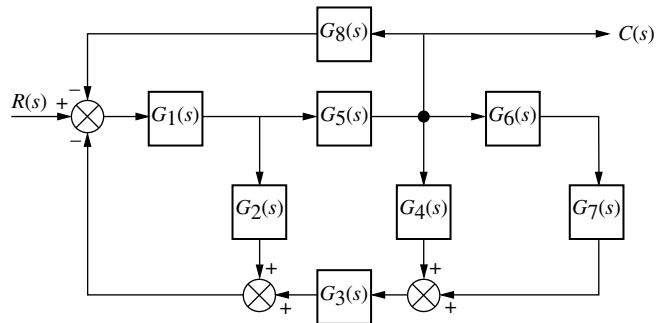 G8(s)
C(s)
−
R(s) +
−
G1(s)
G5(s)
G6(s)
G2(s)
G4(s)
G7(s)
+
+
+
G3(s)
+